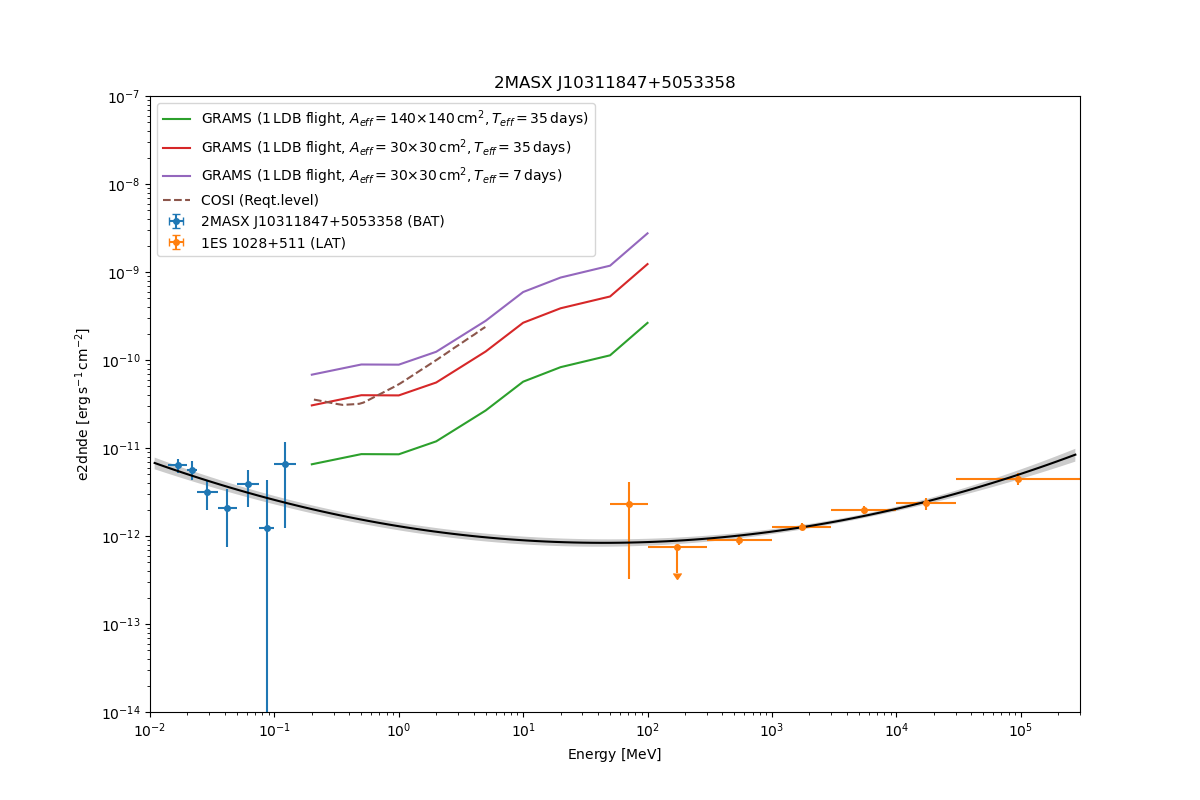 2MASX J10311847+5053358
GRAMS (1 LDB flight, A_eff = 140×140 cm², T_eff = 35 days)
GRAMS (1 LDB flight, A_eff = 30×30 cm², T_eff = 35 days)
GRAMS (1 LDB flight, A_eff = 30×30 cm², T_eff = 7 days)
COSI (Reqt.level)
2MASX J10311847+5053358 (BAT)
1ES 1028+511 (LAT)
e2dnde [erg s⁻¹ cm⁻²]
10⁻⁷
10⁻⁸
10⁻⁹
10⁻¹⁰
10⁻¹¹
10⁻¹²
10⁻¹³
10⁻¹⁴
10⁻² 10⁻¹ 10⁰ 10¹ 10² 10³ 10⁴ 10⁵
Energy [MeV]